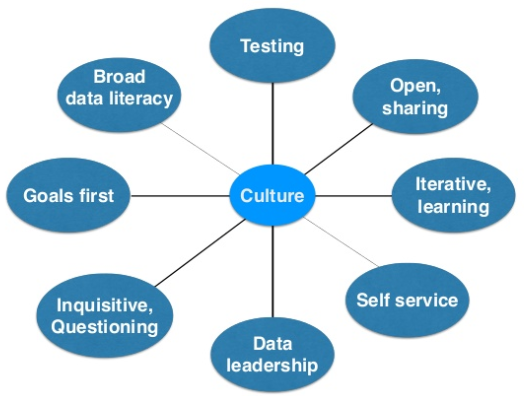 Testing
Broad
data literacy
Open,
sharing
Goals first
Culture
Iterative,
learning
Inquisitive,
Questioning
Self service
Data
leadership